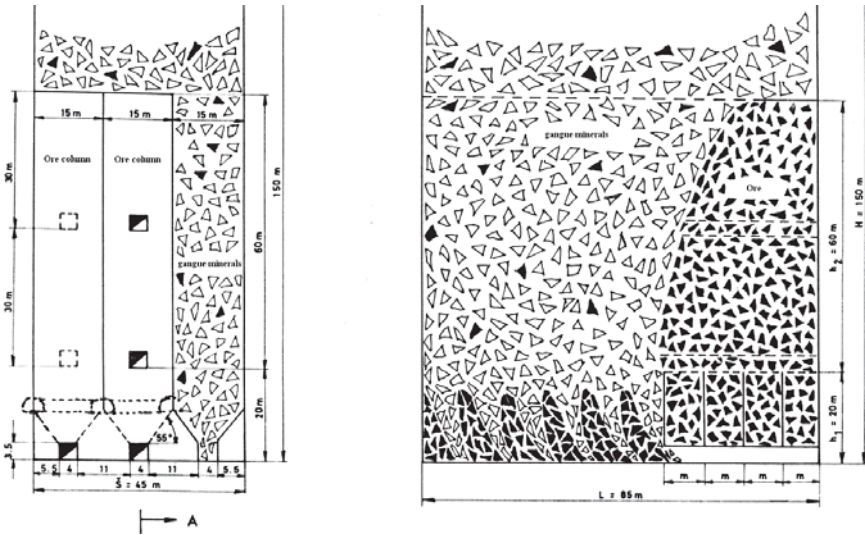 15 m 15 m 15 m
Ore column Ore column
30 m
30 m
gangue minerals
60 m
150 m
20 m
3.5
55°
5.5 4 11 4 11 4 5.5
Š = 45 m
A
gangue minerals
Ore
h₂ = 60 m
H = 150 m
h₁ = 20 m
m m m m
L = 85 m